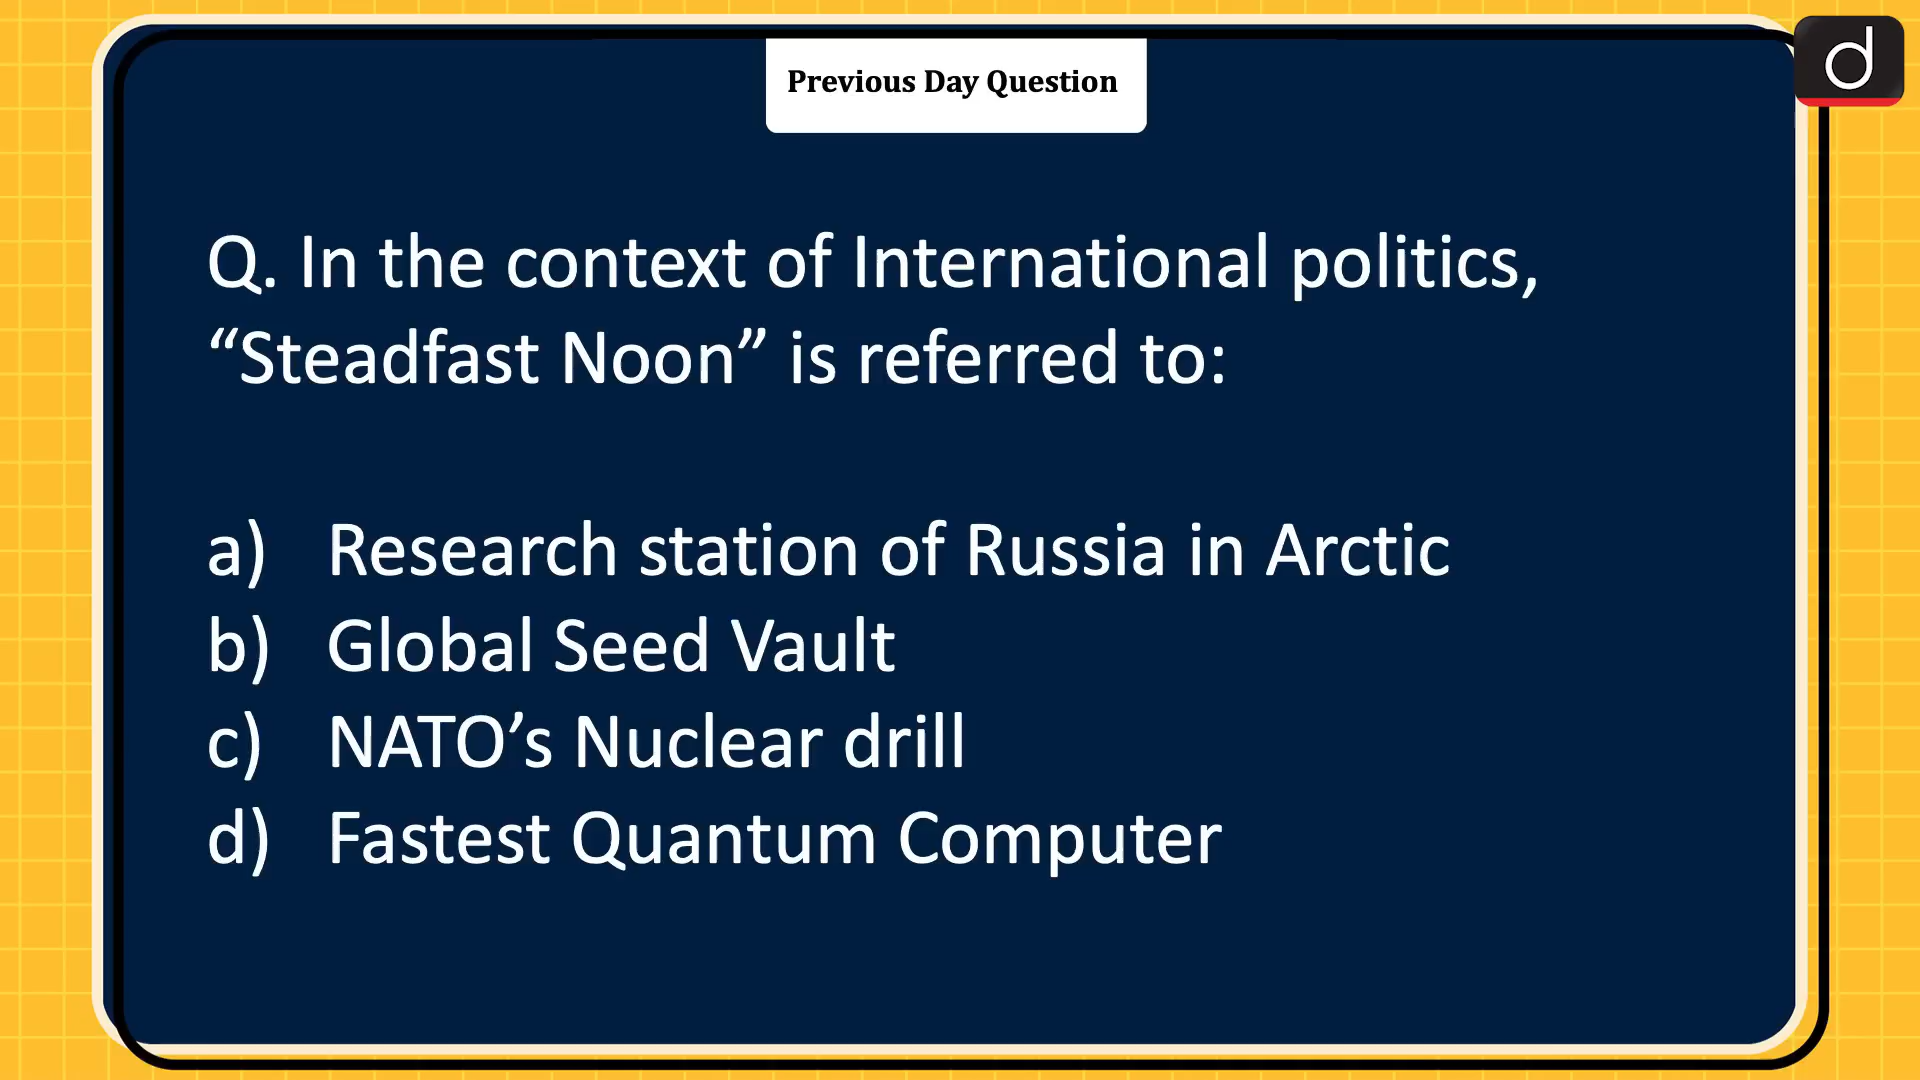 Previous Day Question
d
Q. In the context of International politics,
“Steadfast Noon” is referred to:
a) Research station of Russia in Arctic
b) Global Seed Vault
c) NATO’s Nuclear drill
d) Fastest Quantum Computer